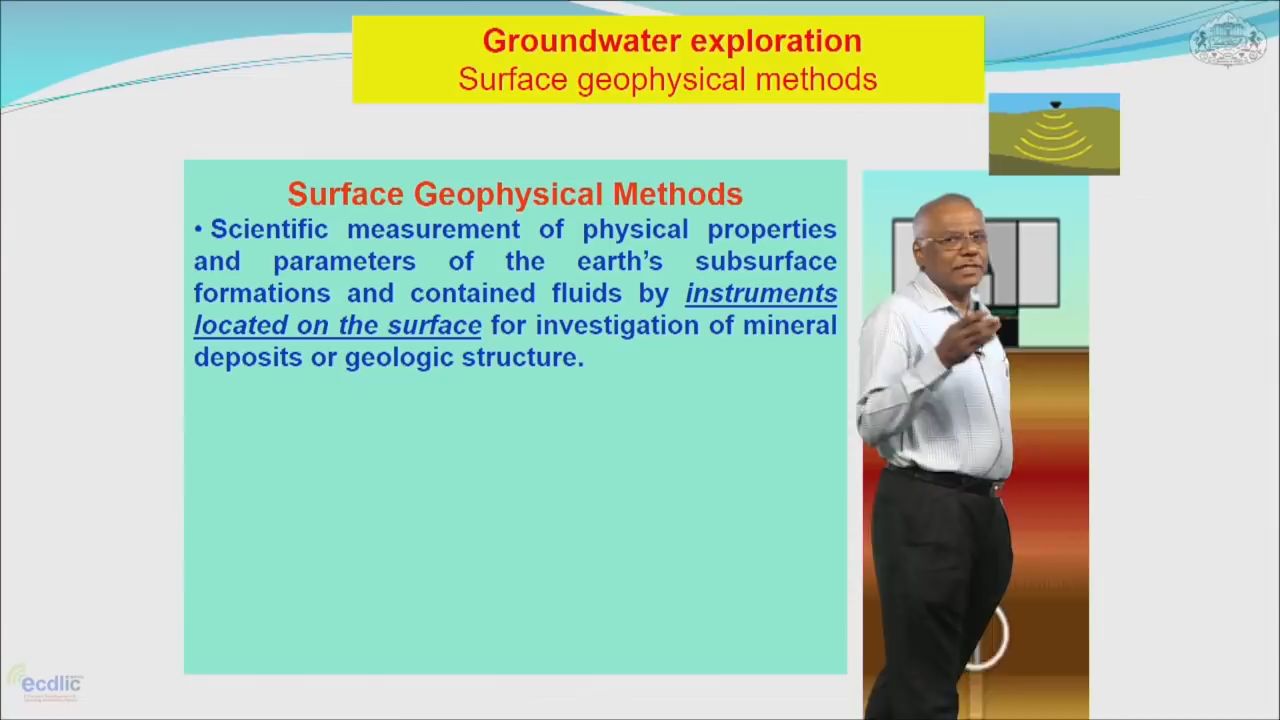 Groundwater exploration
Surface geophysical methods
Surface Geophysical Methods
• Scientific measurement of physical properties
and parameters of the earth’s subsurface
formations and contained fluids by instruments
located on the surface for investigation of mineral
deposits or geologic structure.
ecdlic